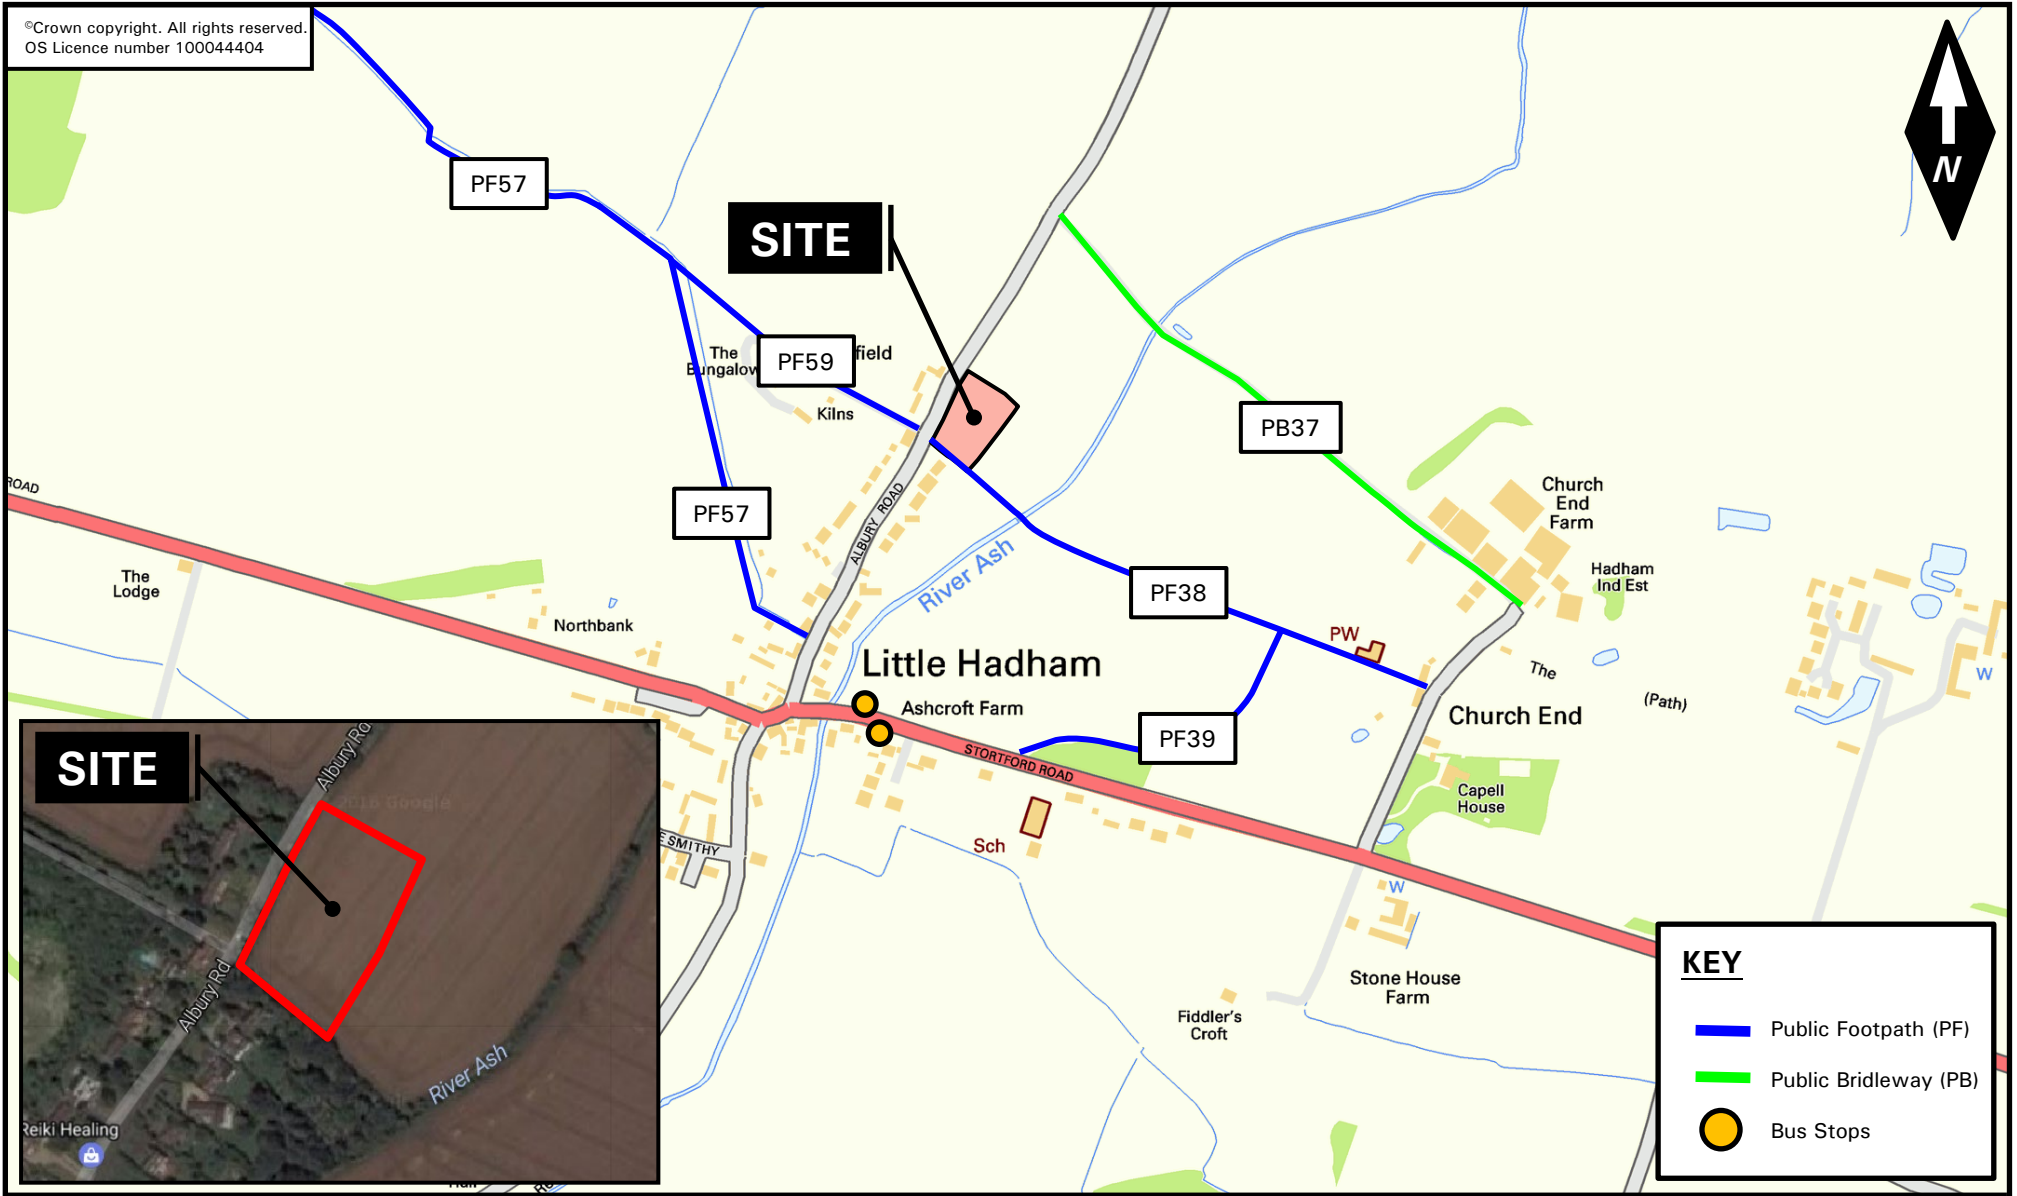 ©Crown copyright. All rights reserved.
OS Licence number 100044404
N
PF57
SITE
PF59
field
The
Bungalow
Kilns
PB37
PF57
ROAD
ALBURY ROAD
River Ash
Church
End
Farm
Hadham
Ind Est
The
Lodge
Northbank
PF38
PW
Little Hadham
Ashcroft Farm
The
(Path)
W
Church End
PF39
STORTFORD ROAD
Capell
House
Sch
E SMITHY
W
Stone House
Farm
Fiddler's
Croft
SITE
Albury Rd
2016 Google
Albury Rd
River Ash
Reiki Healing
KEY
Public Footpath (PF)
Public Bridleway (PB)
Bus Stops